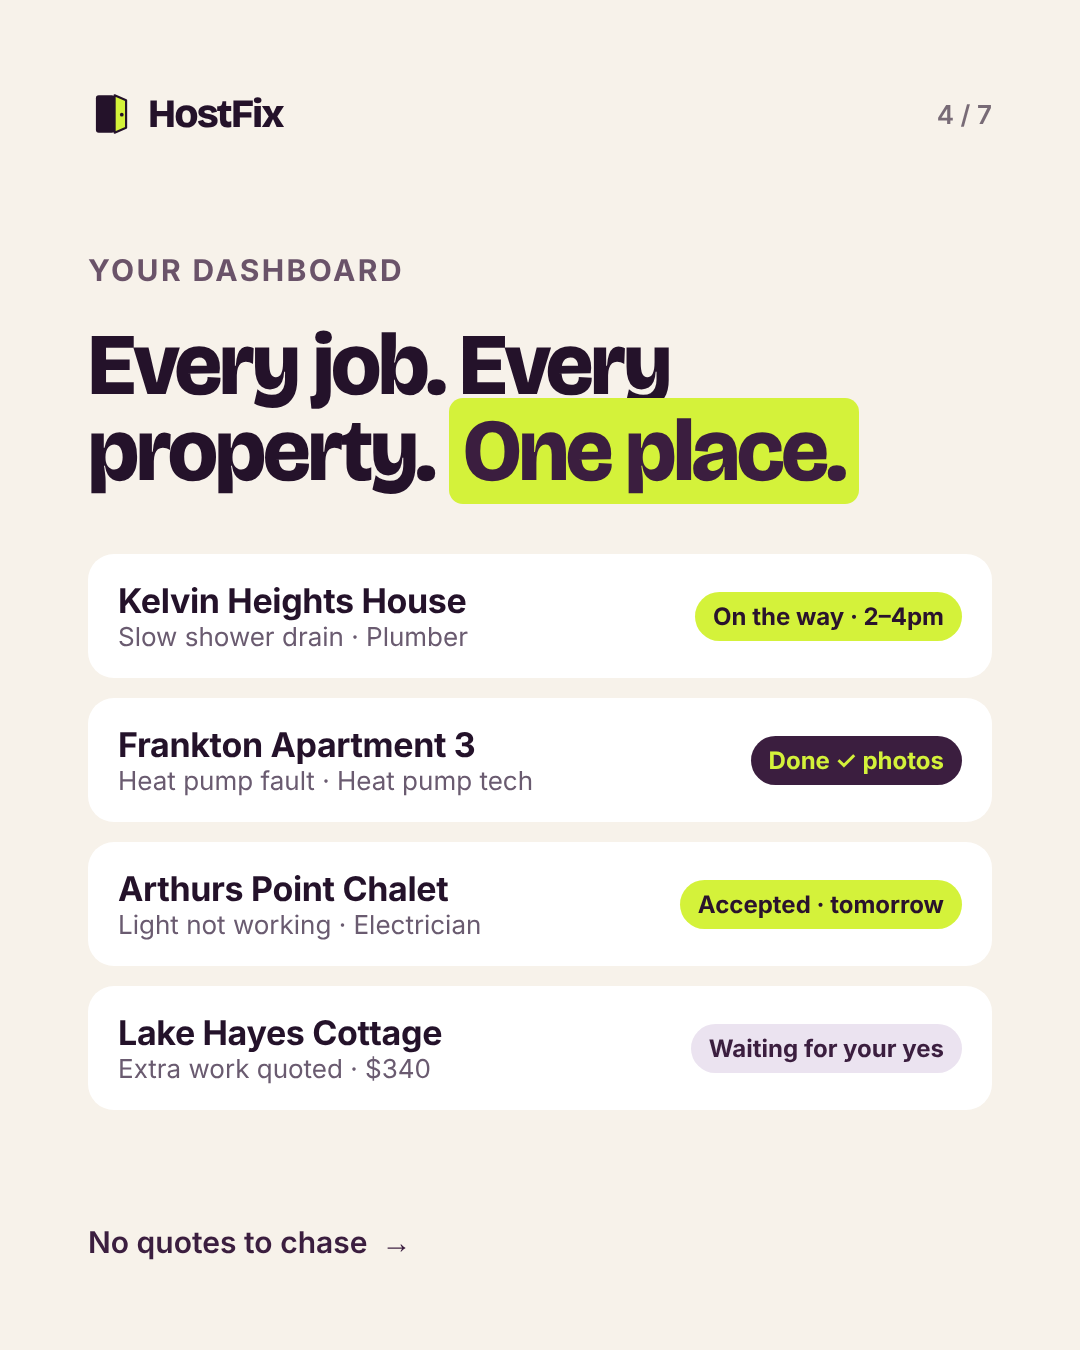 HostFix
4 / 7
YOUR DASHBOARD
Every job. Every
property. One place.
Kelvin Heights House
Slow shower drain · Plumber
On the way · 2–4pm
Frankton Apartment 3
Heat pump fault · Heat pump tech
Done ✓ photos
Arthurs Point Chalet
Light not working · Electrician
Accepted · tomorrow
Lake Hayes Cottage
Extra work quoted · $340
Waiting for your yes
No quotes to chase →